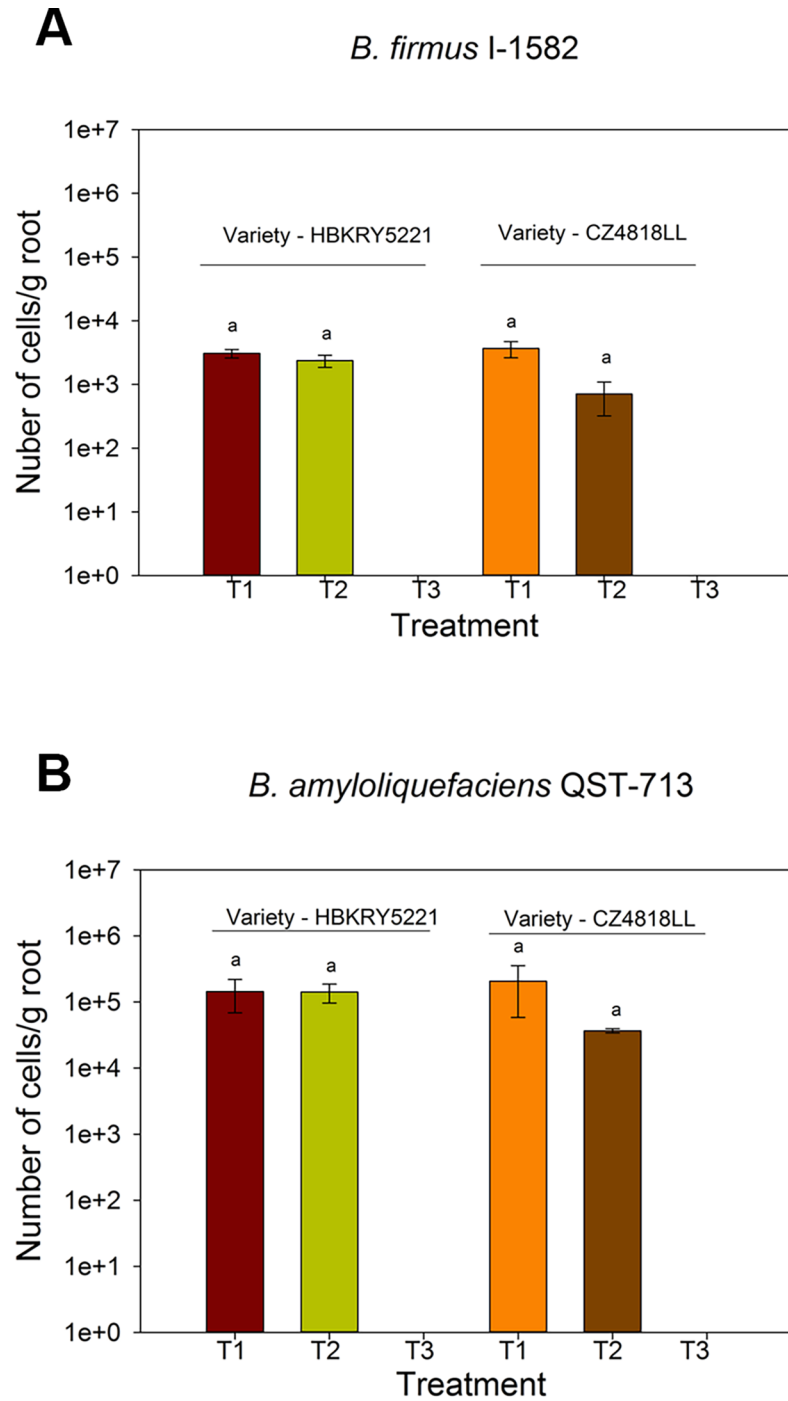 A
B. firmus I-1582
1e+7
1e+6
1e+5
1e+4
1e+3
1e+2
1e+1
1e+0
Nuber of cells/g root
Variety - HBKRY5221
Variety - CZ4818LL
a
a
a
a
T1 T2 T3 T1 T2 T3
Treatment
B
B. amyloliquefaciens QST-713
1e+7
1e+6
1e+5
1e+4
1e+3
1e+2
1e+1
1e+0
Number of cells/g root
Variety - HBKRY5221
Variety - CZ4818LL
a
a
a
a
T1 T2 T3 T1 T2 T3
Treatment